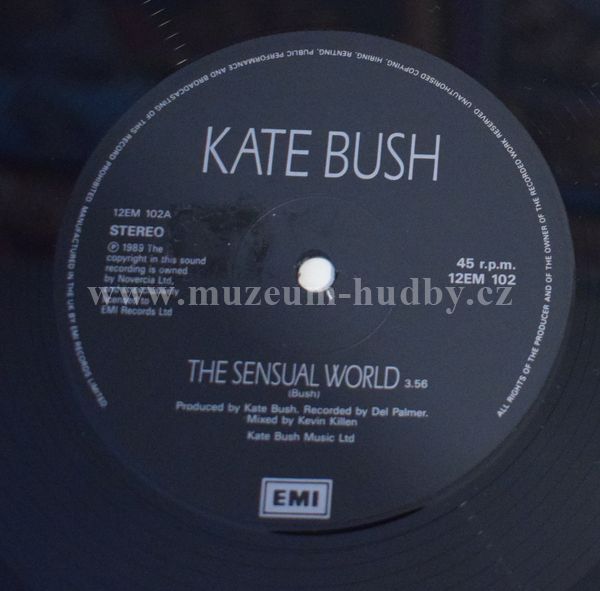 UNAUTHORISED COPYING, HIRING, RENTING, PUBLIC PERFORMANCE AND BROADCASTING OF THIS RECORD PROHIBITED. MANUFACTURED IN THE UK BY EMI RECORDS LIMITED
ALL RIGHTS OF THE PRODUCER AND OF THE OWNER OF THE RECORDED WORK RESERVED
KATE BUSH
12EM 102A
STEREO
℗ 1989 The
copyright in this sound
recording is owned
by Novercia Ltd,
licensed to
EMI Records Ltd
45 r.p.m.
12EM 102
www.muzeum-hudby.cz
THE SENSUAL WORLD 3.56
(Bush)
Produced by Kate Bush. Recorded by Del Palmer.
Mixed by Kevin Killen
Kate Bush Music Ltd
EMI